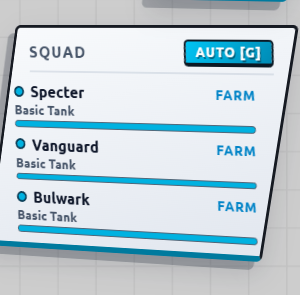 SQUAD
AUTO [G]
Specter
FARM
Basic Tank
Vanguard
FARM
Basic Tank
Bulwark
FARM
Basic Tank